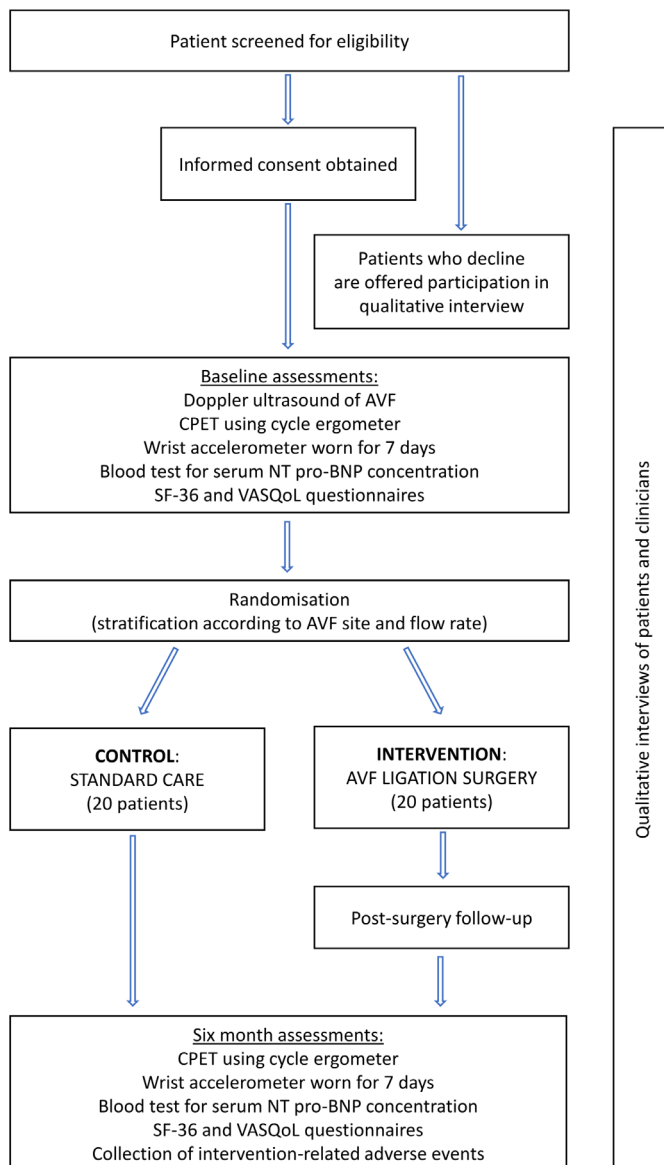 Patient screened for eligibility
Informed consent obtained
Patients who decline
are offered participation in
qualitative interview
Baseline assessments:
Doppler ultrasound of AVF
CPET using cycle ergometer
Wrist accelerometer worn for 7 days
Blood test for serum NT pro-BNP concentration
SF-36 and VASQoL questionnaires
Randomisation
(stratification according to AVF site and flow rate)
CONTROL:
STANDARD CARE
(20 patients)
INTERVENTION:
AVF LIGATION SURGERY
(20 patients)
Post-surgery follow-up
Six month assessments:
CPET using cycle ergometer
Wrist accelerometer worn for 7 days
Blood test for serum NT pro-BNP concentration
SF-36 and VASQoL questionnaires
Collection of intervention-related adverse events
Qualitative interviews of patients and clinicians